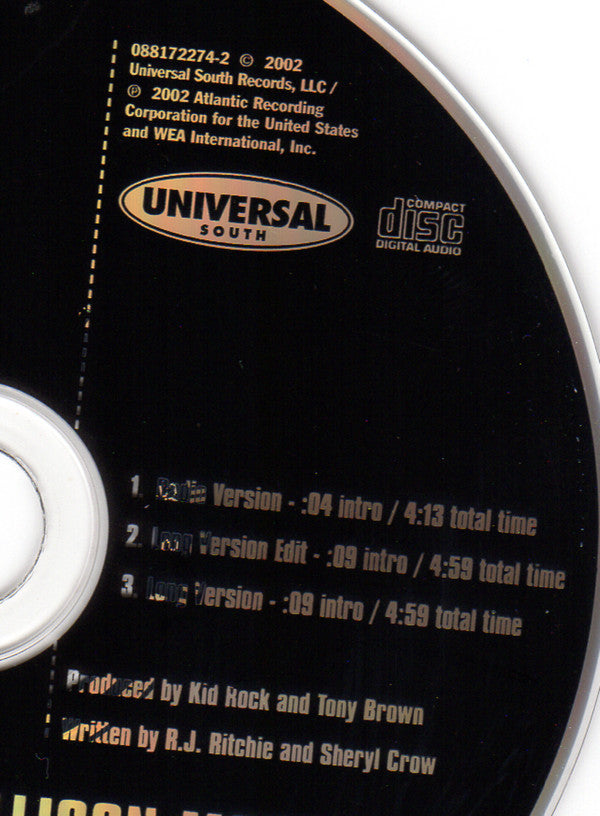 088172274-2 © 2002
Universal South Records, LLC /
℗ 2002 Atlantic Recording
Corporation for the United States
and WEA International, Inc.
UNIVERSAL
SOUTH
COMPACT
disc
DIGITAL AUDIO
1. Radio Version - :04 intro / 4:13 total time
2. Long Version Edit - :09 intro / 4:59 total time
3. Long Version - :09 intro / 4:59 total time
Produced by Kid Rock and Tony Brown
Written by R.J. Ritchie and Sheryl Crow